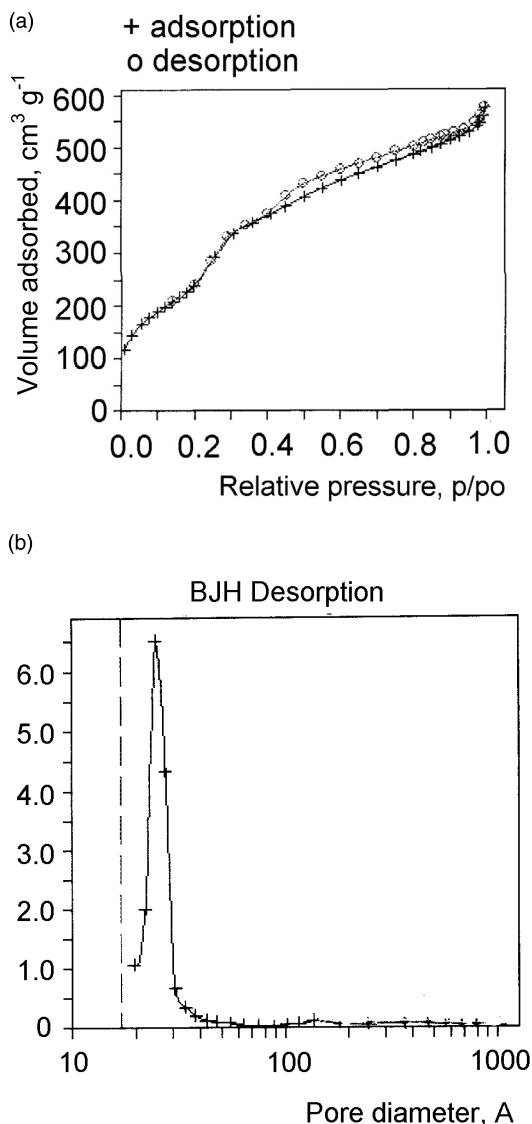 (a)
+ adsorption
o desorption
Volume adsorbed, cm³ g⁻¹
600
500
400
300
200
100
0
0.0 0.2 0.4 0.6 0.8 1.0
Relative pressure, p/po
(b)
BJH Desorption
6.0
5.0
4.0
3.0
2.0
1.0
0
10 100 1000
Pore diameter, A